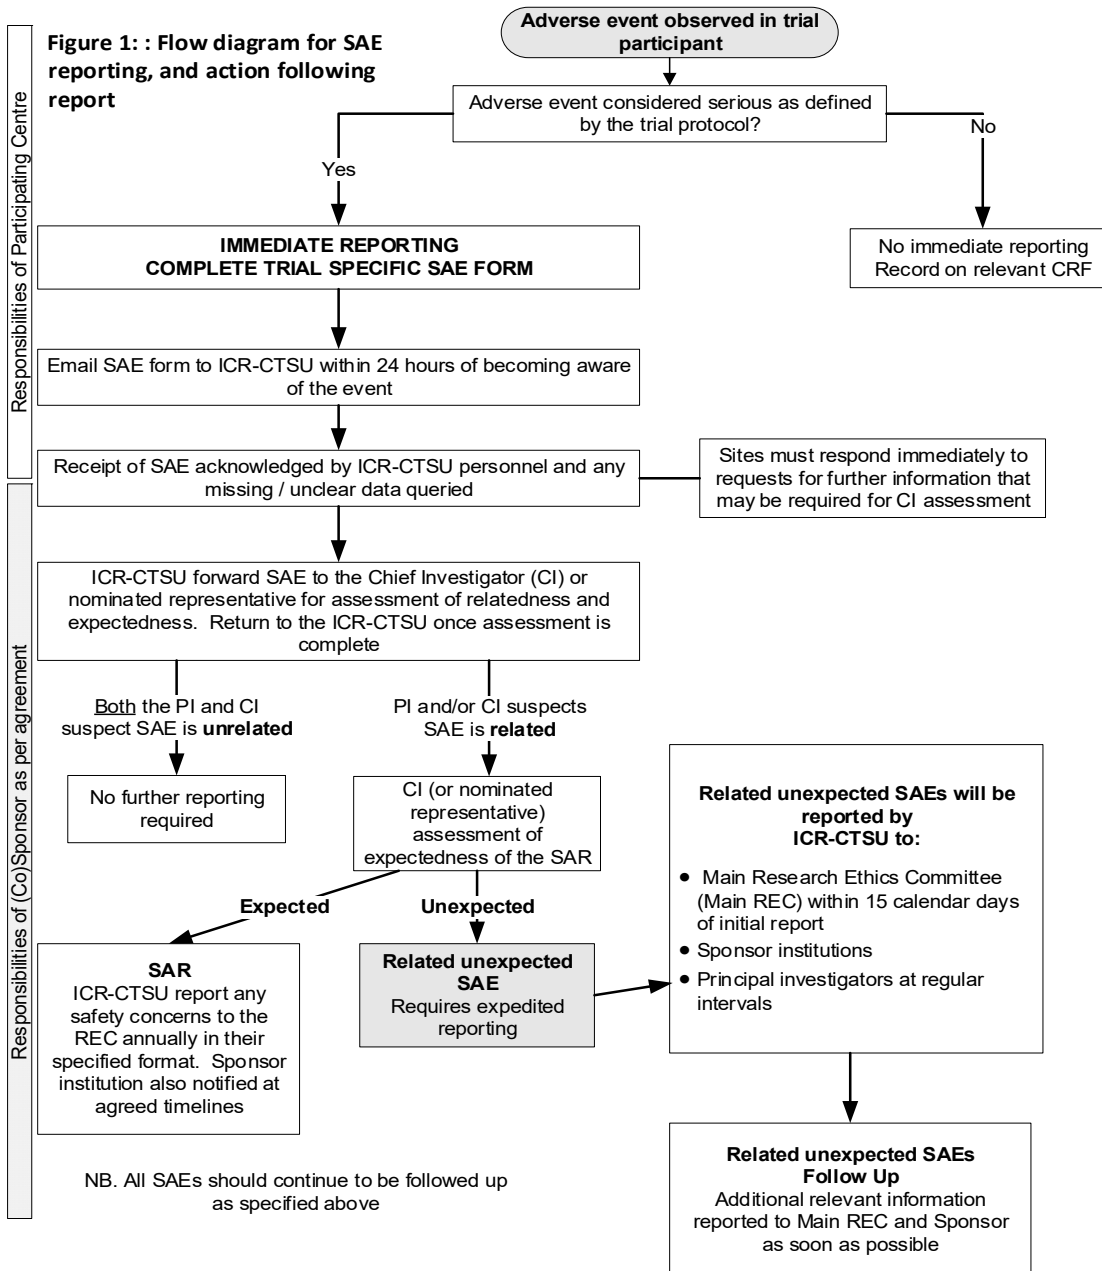 Adverse event observed in trial
participant
Figure 1: : Flow diagram for SAE
reporting, and action following
report
Adverse event considered serious as defined
by the trial protocol?
Yes
No
IMMEDIATE REPORTING
COMPLETE TRIAL SPECIFIC SAE FORM
No immediate reporting
Record on relevant CRF
Responsibilities of Participating Centre
Email SAE form to ICR-CTSU within 24 hours of becoming aware
of the event
Receipt of SAE acknowledged by ICR-CTSU personnel and any
missing / unclear data queried
Sites must respond immediately to
requests for further information that
may be required for CI assessment
ICR-CTSU forward SAE to the Chief Investigator (CI) or
nominated representative for assessment of relatedness and
expectedness.  Return to the ICR-CTSU once assessment is
complete
Responsibilities of (Co)Sponsor as per agreement
Both the PI and CI
suspect SAE is unrelated
PI and/or CI suspects
SAE is related
No further reporting
required
CI (or nominated
representative)
assessment of
expectedness of the SAR
Expected
Unexpected
SAR
ICR-CTSU report any
safety concerns to the
REC annually in their
specified format.  Sponsor
institution also notified at
agreed timelines
Related unexpected
SAE
Requires expedited
reporting
Related unexpected SAEs will be
reported by
ICR-CTSU to:
● Main Research Ethics Committee
(Main REC) within 15 calendar days
of initial report
● Sponsor institutions
● Principal investigators at regular
intervals
Related unexpected SAEs
Follow Up
Additional relevant information
reported to Main REC and Sponsor
as soon as possible
NB. All SAEs should continue to be followed up
as specified above